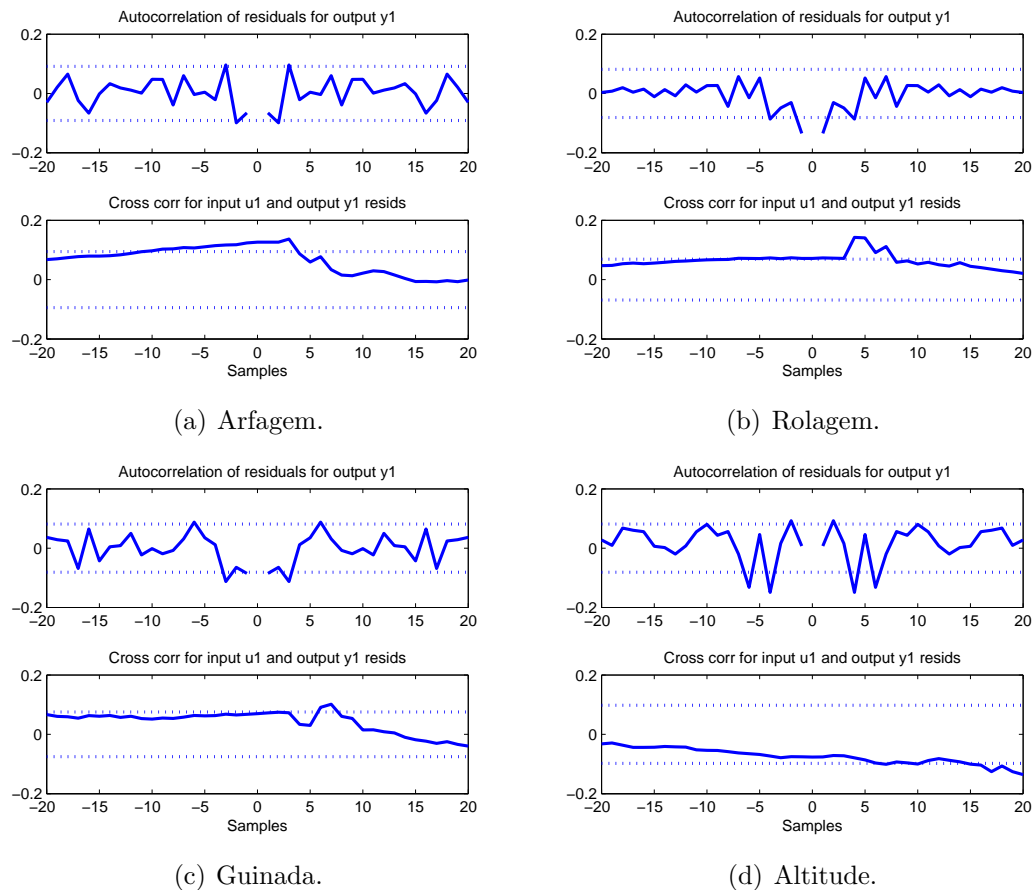 Autocorrelation of residuals for output y1
0.2
0
−0.2
−20 −15 −10 −5 0 5 10 15 20
Cross corr for input u1 and output y1 resids
0.2
0
−0.2
−20 −15 −10 −5 0 5 10 15 20
Samples
(a) Arfagem.
Autocorrelation of residuals for output y1
0.2
0
−0.2
−20 −15 −10 −5 0 5 10 15 20
Cross corr for input u1 and output y1 resids
0.2
0
−0.2
−20 −15 −10 −5 0 5 10 15 20
Samples
(b) Rolagem.
Autocorrelation of residuals for output y1
0.2
0
−0.2
−20 −15 −10 −5 0 5 10 15 20
Cross corr for input u1 and output y1 resids
0.2
0
−0.2
−20 −15 −10 −5 0 5 10 15 20
Samples
(c) Guinada.
Autocorrelation of residuals for output y1
0.2
0
−0.2
−20 −15 −10 −5 0 5 10 15 20
Cross corr for input u1 and output y1 resids
0.2
0
−0.2
−20 −15 −10 −5 0 5 10 15 20
Samples
(d) Altitude.